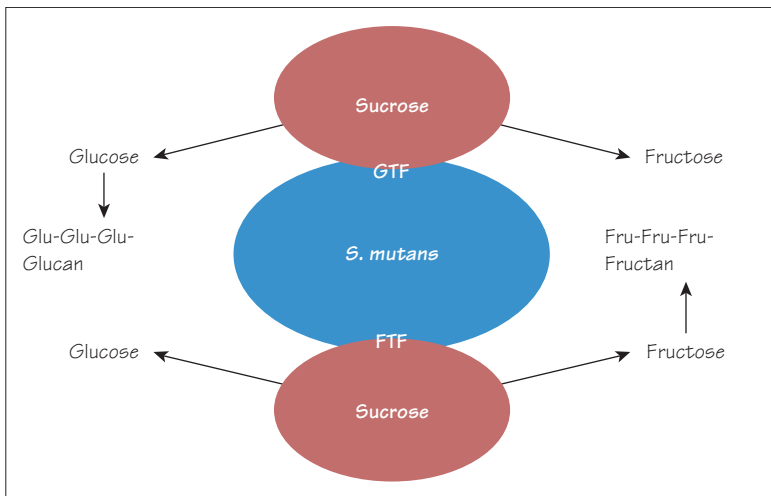 Sucrose
Glucose
Fructose
GTF
Glu-Glu-Glu-
Glucan
S. mutans
Fru-Fru-Fru-
Fructan
Glucose
FTF
Fructose
Sucrose